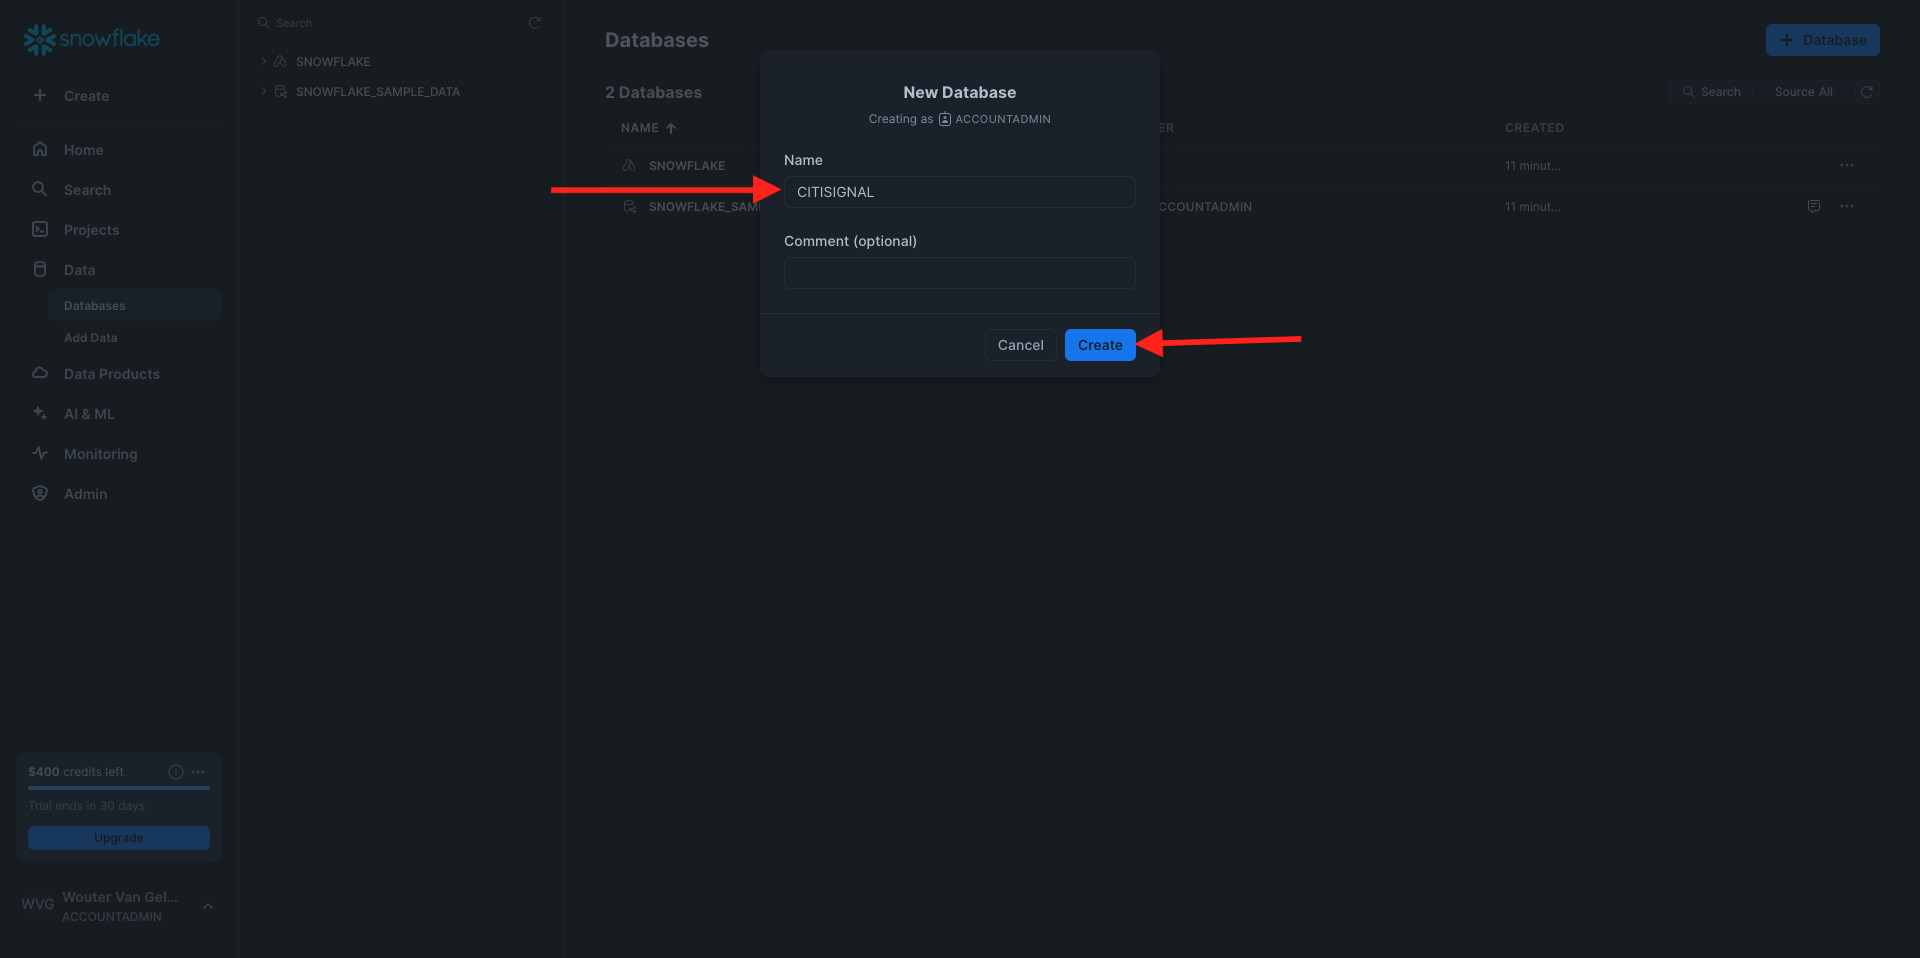 snowflake
Create
Home
Search
Projects
Data
Databases
Add Data
Data Products
AI & ML
Monitoring
Admin
$400 credits left
Trial ends in 30 days
Upgrade
WVG
Wouter Van Gel...
ACCOUNTADMIN
Search
SNOWFLAKE
SNOWFLAKE_SAMPLE_DATA
Databases
+ Database
2 Databases
Search
Source All
NAME
ER
CREATED
SNOWFLAKE
11 minut...
SNOWFLAKE_SAM
CCOUNTADMIN
11 minut...
New Database
Creating as ACCOUNTADMIN
Name
CITISIGNAL
Comment (optional)
Cancel
Create